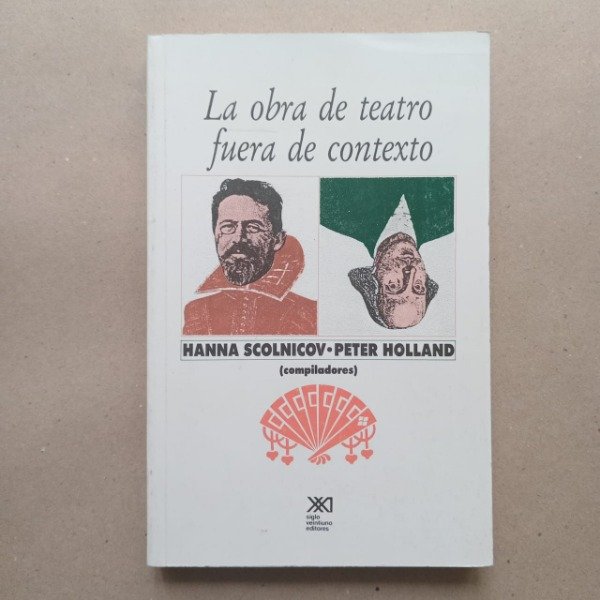 La obra de teatro
fuera de contexto
HANNA SCOLNICOV • PETER HOLLAND
(compiladores)
siglo
veintiuno
editores